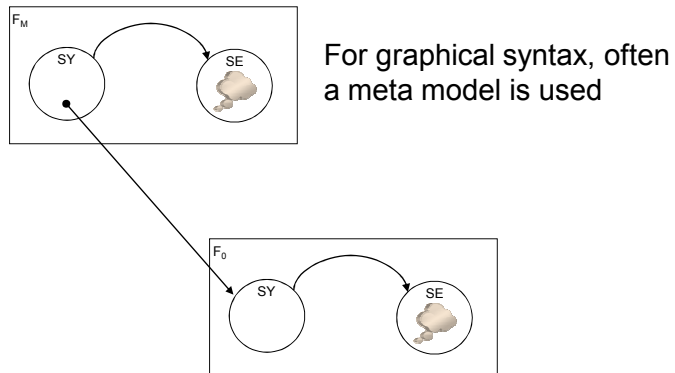 F_M
SY
SE
For graphical syntax, often
a meta model is used
F_0
SY
SE